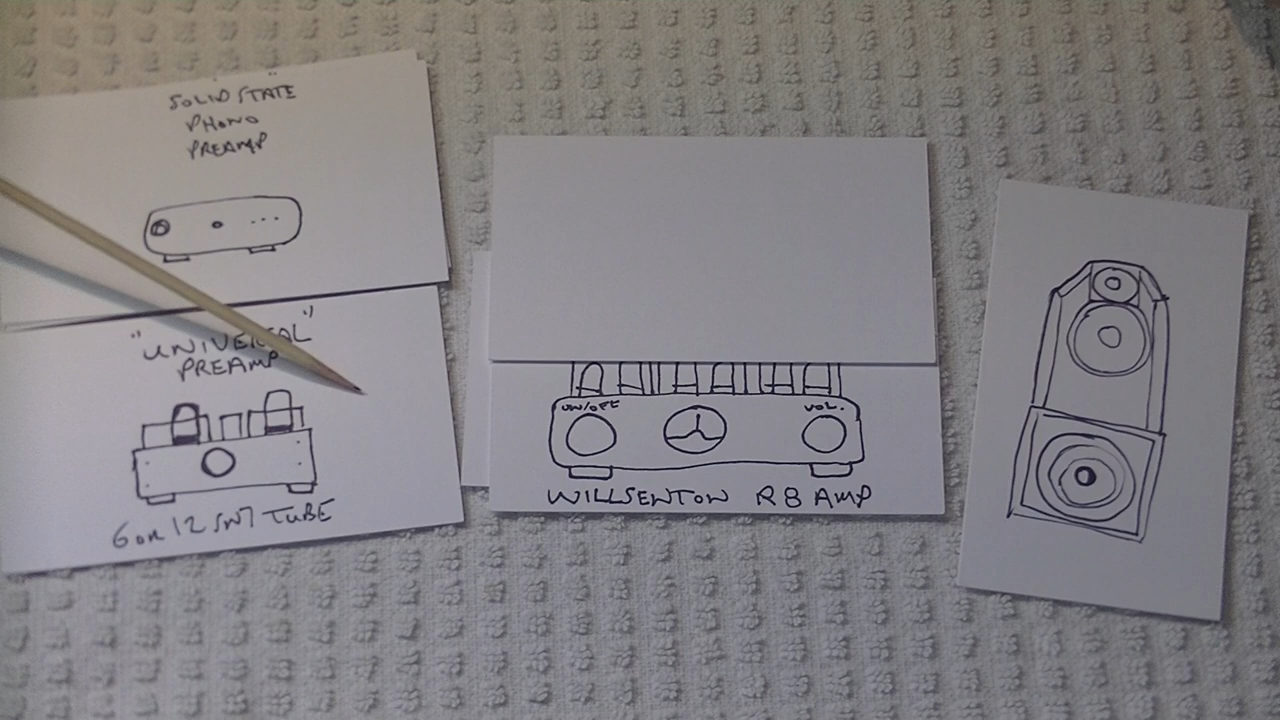 SOLID STATE
PHONO
PREAMP
"UNIVERSAL"
PREAMP
6 OR 12 SN7 TUBE
ON/OFF
VOL.
WILLSENTON R8 AMP